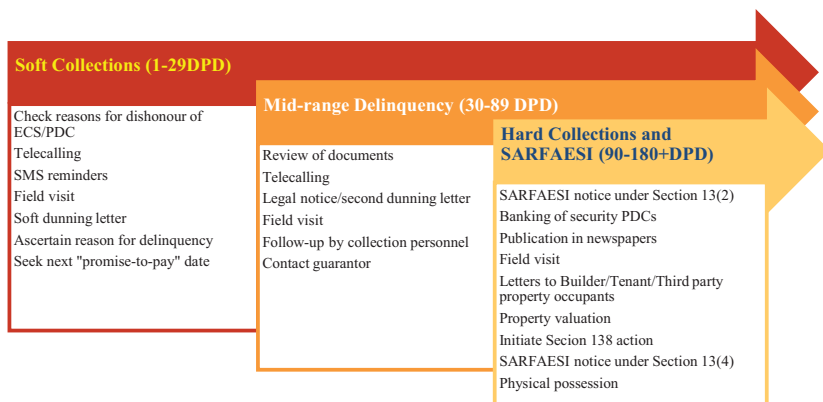 Soft Collections (1-29DPD)
Check reasons for dishonour of
ECS/PDC
Telecalling
SMS reminders
Field visit
Soft dunning letter
Ascertain reason for delinquency
Seek next "promise-to-pay" date
Mid-range Delinquency (30-89 DPD)
Review of documents
Telecalling
Legal notice/second dunning letter
Field visit
Follow-up by collection personnel
Contact guarantor
Hard Collections and
SARFAESI (90-180+DPD)
SARFAESI notice under Section 13(2)
Banking of security PDCs
Publication in newspapers
Field visit
Letters to Builder/Tenant/Third party
property occupants
Property valuation
Initiate Secion 138 action
SARFAESI notice under Section 13(4)
Physical possession